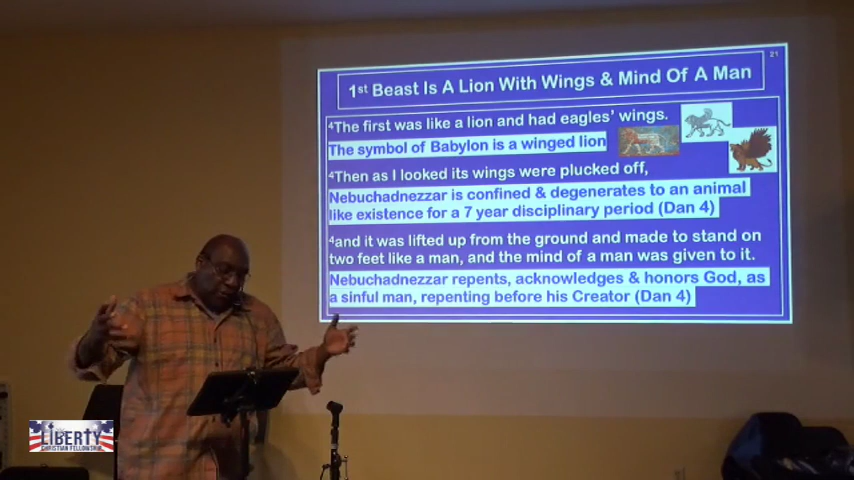 21
1st Beast Is A Lion With Wings & Mind Of A Man
4The first was like a lion and had eagles' wings.
The symbol of Babylon is a winged lion
4Then as I looked its wings were plucked off,
Nebuchadnezzar is confined & degenerates to an animal
like existence for a 7 year disciplinary period (Dan 4)
4and it was lifted up from the ground and made to stand on
two feet like a man, and the mind of a man was given to it.
Nebuchadnezzar repents, acknowledges & honors God, as
a sinful man, repenting before his Creator (Dan 4)
LIBERTY
CHRISTIAN FELLOWSHIP